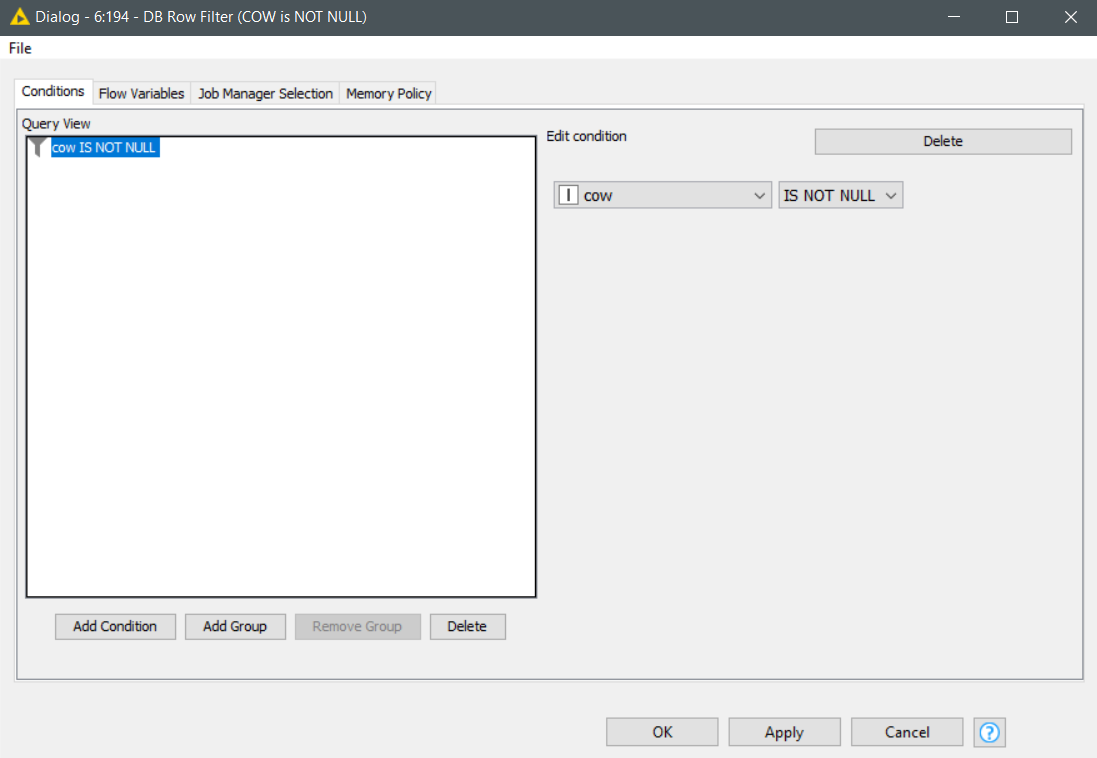 Dialog - 6:194 - DB Row Filter (COW is NOT NULL)
File
Conditions Flow Variables Job Manager Selection Memory Policy
Query View
cow IS NOT NULL
Edit condition
Delete
I cow IS NOT NULL
Add Condition Add Group Remove Group Delete
OK Apply Cancel ?